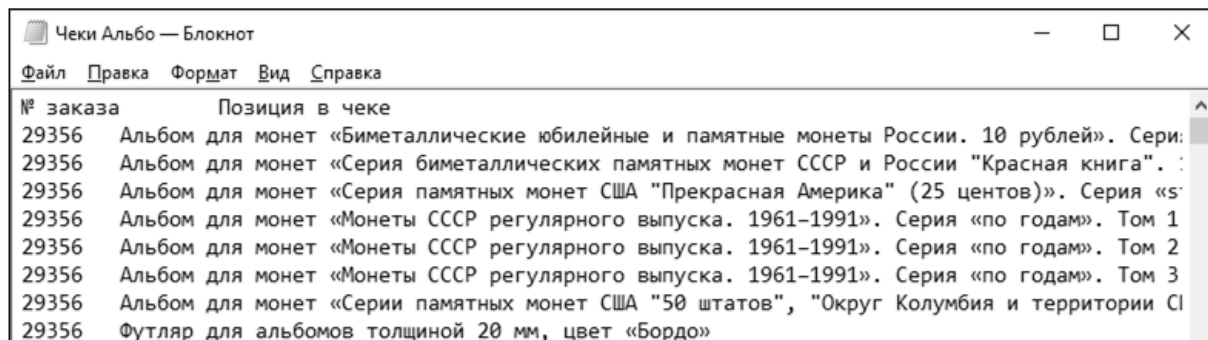 Чеки Альбо — Блокнот
Файл Правка Формат Вид Справка
№ заказа Позиция в чеке
29356 Альбом для монет «Биметаллические юбилейные и памятные монеты России. 10 рублей». Сери
29356 Альбом для монет «Серия биметаллических памятных монет СССР и России "Красная книга".
29356 Альбом для монет «Серия памятных монет США "Прекрасная Америка" (25 центов)». Серия «s
29356 Альбом для монет «Монеты СССР регулярного выпуска. 1961–1991». Серия «по годам». Том 1
29356 Альбом для монет «Монеты СССР регулярного выпуска. 1961–1991». Серия «по годам». Том 2
29356 Альбом для монет «Монеты СССР регулярного выпуска. 1961–1991». Серия «по годам». Том 3
29356 Альбом для монет «Серии памятных монет США "50 штатов", "Округ Колумбия и территории
29356 Футляр для альбомов толщиной 20 мм, цвет «Бордо»